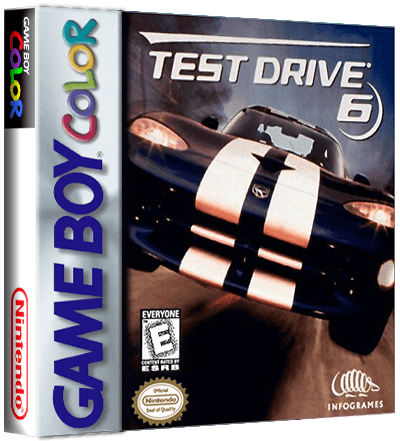 GAME BOY
COLOR
Nintendo
GAME BOY COLOR
TEST DRIVE
6
EVERYONE
E
CONTENT RATED BY
ESRB
Official
Nintendo
Seal of Quality
INFOGRAMES